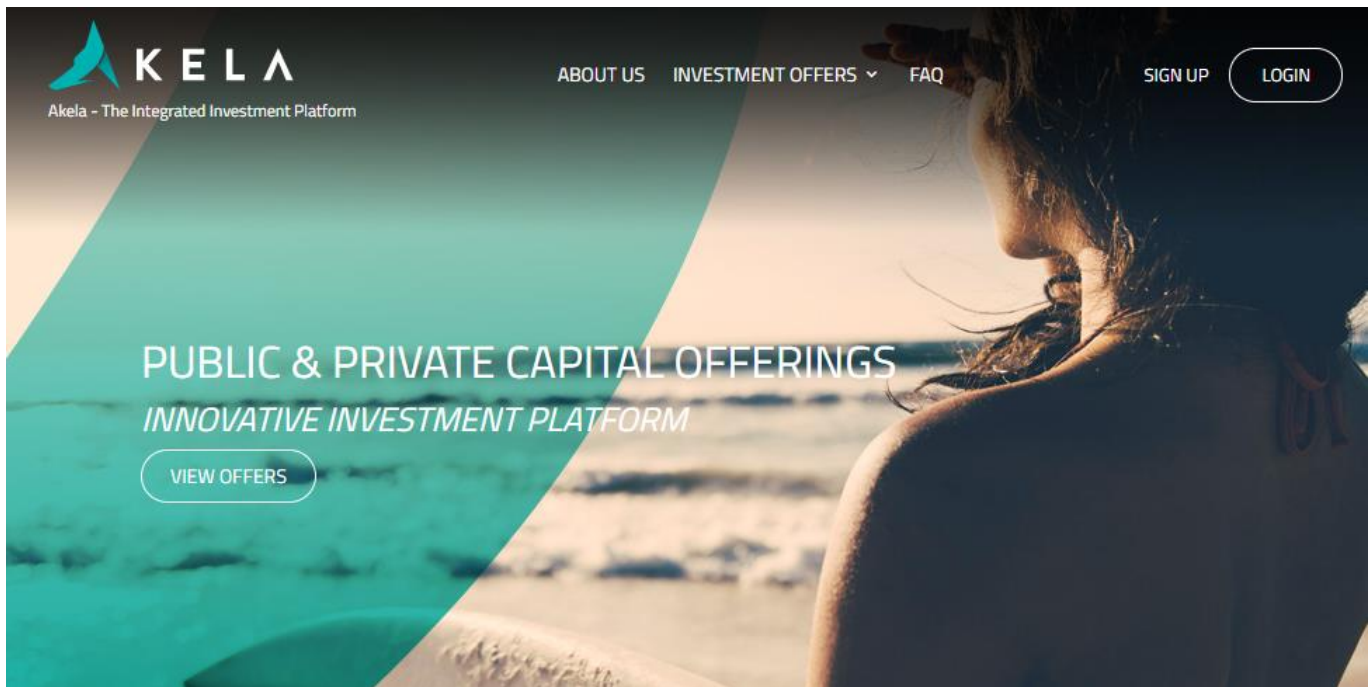 AKELA
Akela - The Integrated Investment Platform
ABOUT US INVESTMENT OFFERS FAQ
SIGN UP LOGIN
PUBLIC & PRIVATE CAPITAL OFFERINGS
INNOVATIVE INVESTMENT PLATFORM
VIEW OFFERS